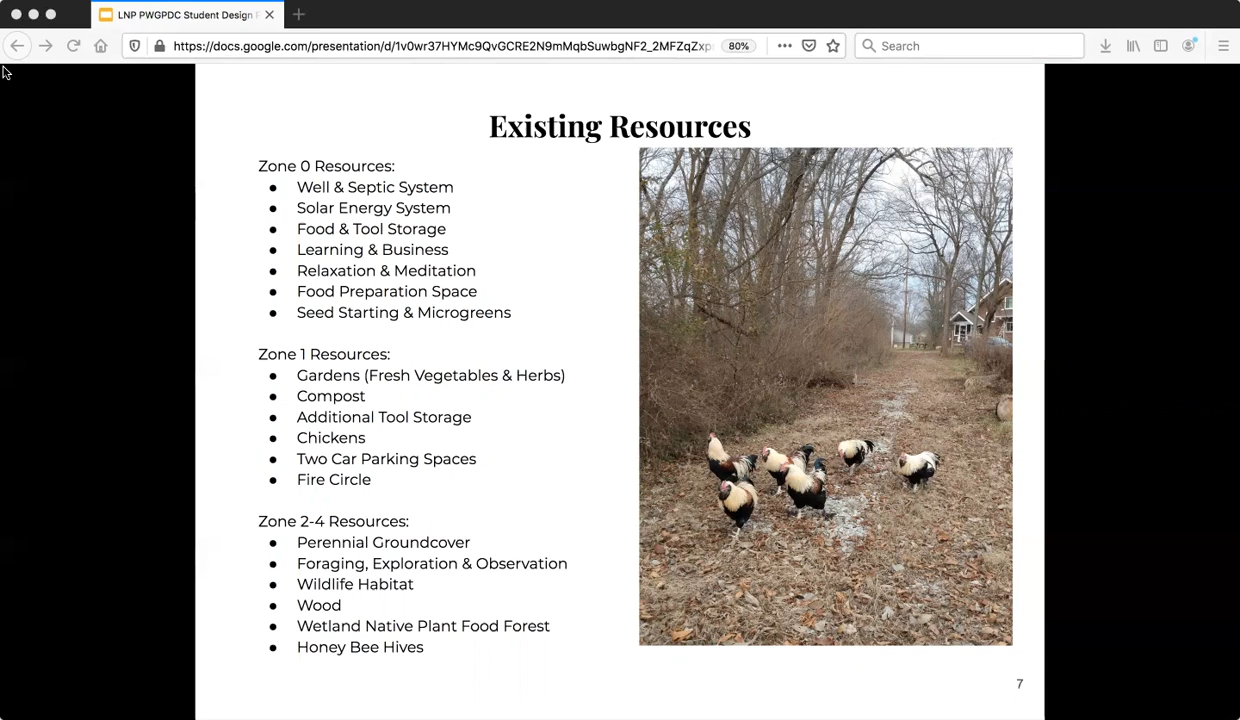 LNP PWGPDC Student Design
https://docs.google.com/presentation/d/1v0wr37HYMc9QvGCRE2N9mMqbSuwbgNF2_2MFZqZxp
80%
Search
Existing Resources
Zone 0 Resources:
● Well & Septic System
● Solar Energy System
● Food & Tool Storage
● Learning & Business
● Relaxation & Meditation
● Food Preparation Space
● Seed Starting & Microgreens
Zone 1 Resources:
● Gardens (Fresh Vegetables & Herbs)
● Compost
● Additional Tool Storage
● Chickens
● Two Car Parking Spaces
● Fire Circle
Zone 2-4 Resources:
● Perennial Groundcover
● Foraging, Exploration & Observation
● Wildlife Habitat
● Wood
● Wetland Native Plant Food Forest
● Honey Bee Hives
7